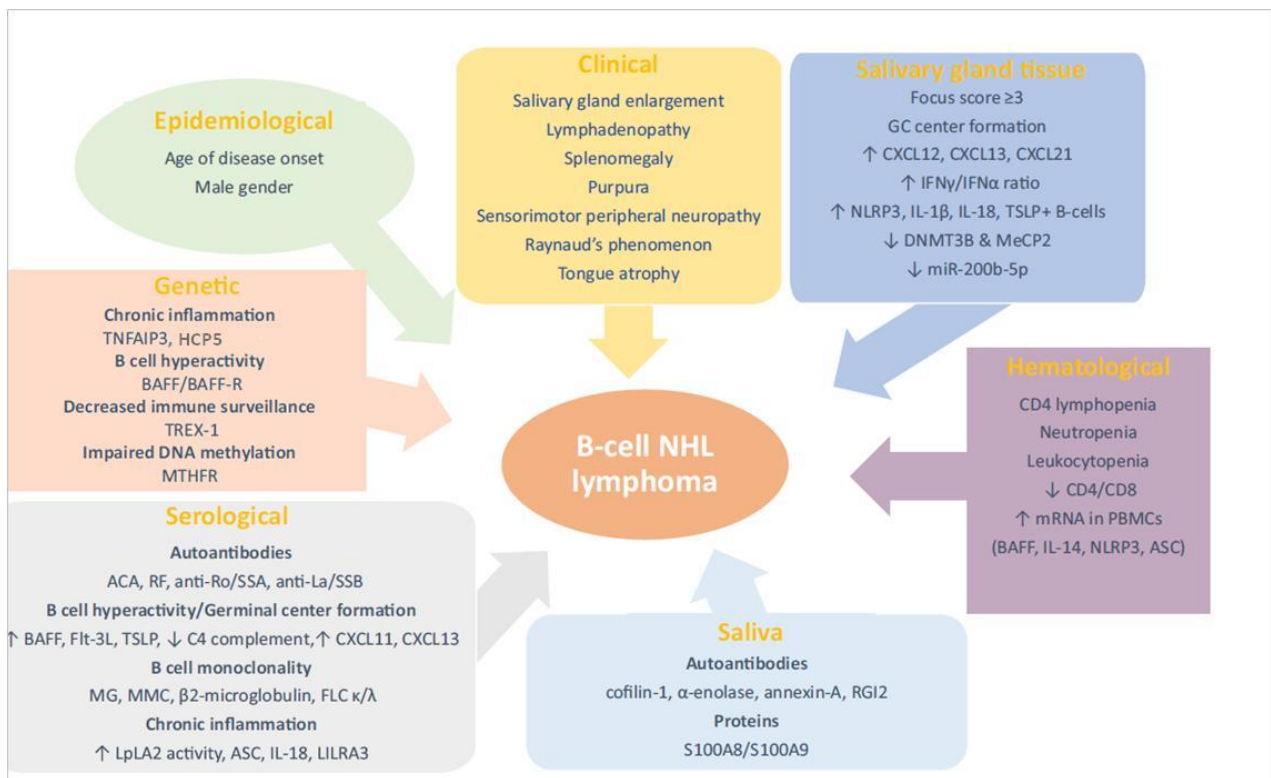 Epidemiological
Age of disease onset
Male gender
Clinical
Salivary gland enlargement
Lymphadenopathy
Splenomegaly
Purpura
Sensorimotor peripheral neuropathy
Raynaud's phenomenon
Tongue atrophy
Salivary gland tissue
Focus score ≥3
GC center formation
↑ CXCL12, CXCL13, CXCL21
↑ IFNγ/IFNα ratio
↑ NLRP3, IL-1β, IL-18, TSLP+ B-cells
↓ DNMT3B & MeCP2
↓ miR-200b-5p
Genetic
Chronic inflammation
TNFAIP3, HCP5
B cell hyperactivity
BAFF/BAFF-R
Decreased immune surveillance
TREX-1
Impaired DNA methylation
MTHFR
B-cell NHL
lymphoma
Hematological
CD4 lymphopenia
Neutropenia
Leukocytopenia
↓ CD4/CD8
↑ mRNA in PBMCs
(BAFF, IL-14, NLRP3, ASC)
Serological
Autoantibodies
ACA, RF, anti-Ro/SSA, anti-La/SSB
B cell hyperactivity/Germinal center formation
↑ BAFF, Flt-3L, TSLP, ↓ C4 complement,↑ CXCL11, CXCL13
B cell monoclonality
MG, MMC, β2-microglobulin, FLC κ/λ
Chronic inflammation
↑ LpLA2 activity, ASC, IL-18, LILRA3
Saliva
Autoantibodies
cofilin-1, α-enolase, annexin-A, RGI2
Proteins
S100A8/S100A9